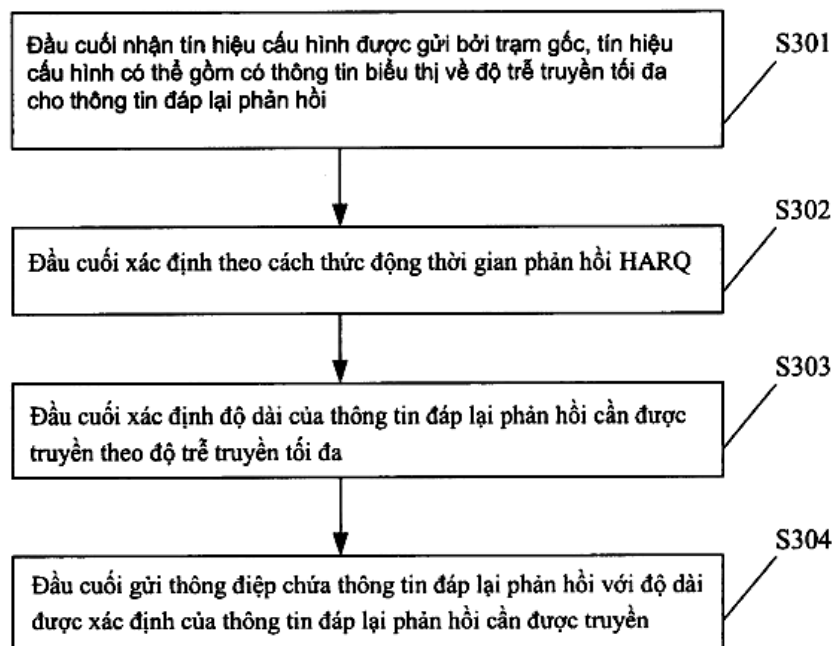 Đầu cuối nhận tín hiệu cấu hình được gửi bởi trạm gốc, tín hiệu
cấu hình có thể gồm có thông tin biểu thị về độ trễ truyền tối đa
cho thông tin đáp lại phản hồi
S301
Đầu cuối xác định theo cách thức động thời gian phản hồi HARQ
S302
Đầu cuối xác định độ dài của thông tin đáp lại phản hồi cần được
truyền theo độ trễ truyền tối đa
S303
Đầu cuối gửi thông điệp chứa thông tin đáp lại phản hồi với độ dài
được xác định của thông tin đáp lại phản hồi cần được truyền
S304